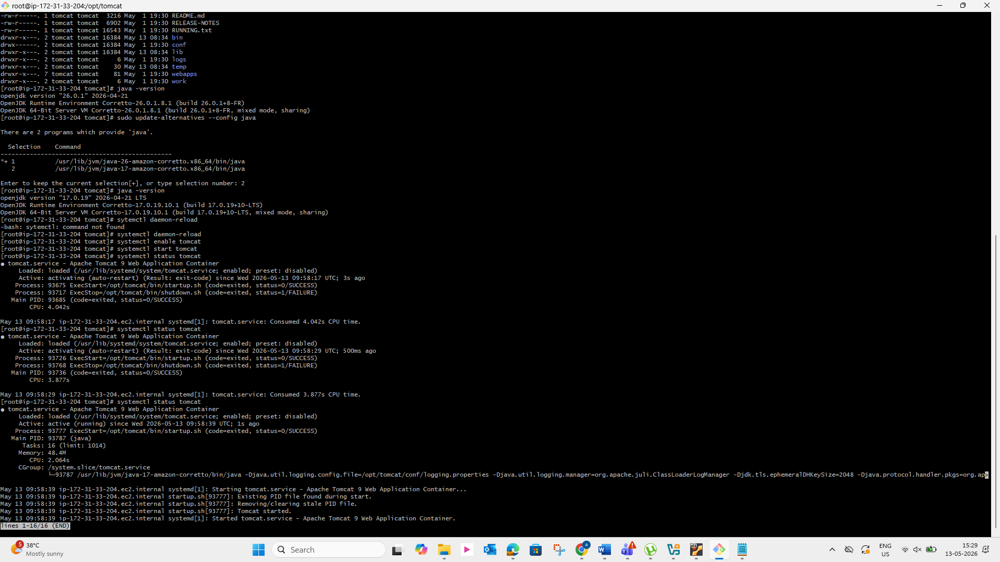 root@ip-172-31-33-204:/opt/tomcat
-rw-r-----. 1 tomcat tomcat  3216 May  1 19:30 README.md
-rw-r-----. 1 tomcat tomcat  6902 May  1 19:30 RELEASE-NOTES
-rw-r-----. 1 tomcat tomcat 16543 May  1 19:30 RUNNING.txt
drwxr-x---. 2 tomcat tomcat 16384 May 13 08:34 bin
drwx------. 2 tomcat tomcat 16384 May  1 19:30 conf
drwxr-x---. 2 tomcat tomcat 16384 May 13 08:34 lib
drwxr-x---. 2 tomcat tomcat     6 May  1 19:30 logs
drwxr-x---. 2 tomcat tomcat    30 May 13 08:34 temp
drwxr-x---. 7 tomcat tomcat    81 May  1 19:30 webapps
drwxr-x---. 2 tomcat tomcat     6 May  1 19:30 work
[root@ip-172-31-33-204 tomcat]# java -version
openjdk version "26.0.1" 2026-04-21
OpenJDK Runtime Environment Corretto-26.0.1.8.1 (build 26.0.1+8-FR)
OpenJDK 64-Bit Server VM Corretto-26.0.1.8.1 (build 26.0.1+8-FR, mixed mode, sharing)
[root@ip-172-31-33-204 tomcat]# sudo update-alternatives --config java
There are 2 programs which provide 'java'.
  Selection    Command
-----------------------------------------------
*+ 1           /usr/lib/jvm/java-26-amazon-corretto.x86_64/bin/java
   2           /usr/lib/jvm/java-17-amazon-corretto.x86_64/bin/java
Enter to keep the current selection[+], or type selection number: 2
[root@ip-172-31-33-204 tomcat]# java -version
openjdk version "17.0.19" 2026-04-21 LTS
OpenJDK Runtime Environment Corretto-17.0.19.10.1 (build 17.0.19+10-LTS)
OpenJDK 64-Bit Server VM Corretto-17.0.19.10.1 (build 17.0.19+10-LTS, mixed mode, sharing)
[root@ip-172-31-33-204 tomcat]# sytemctl daemon-reload
-bash: sytemctl: command not found
[root@ip-172-31-33-204 tomcat]# systemctl daemon-reload
[root@ip-172-31-33-204 tomcat]# systemctl enable tomcat
[root@ip-172-31-33-204 tomcat]# systemctl start tomcat
[root@ip-172-31-33-204 tomcat]# systemctl status tomcat
● tomcat.service - Apache Tomcat 9 Web Application Container
     Loaded: loaded (/usr/lib/systemd/system/tomcat.service; enabled; preset: disabled)
     Active: activating (auto-restart) (Result: exit-code) since Wed 2026-05-13 09:58:17 UTC; 3s ago
    Process: 93675 ExecStart=/opt/tomcat/bin/startup.sh (code=exited, status=0/SUCCESS)
    Process: 93717 ExecStop=/opt/tomcat/bin/shutdown.sh (code=exited, status=1/FAILURE)
   Main PID: 93685 (code=exited, status=0/SUCCESS)
        CPU: 4.042s
May 13 09:58:17 ip-172-31-33-204.ec2.internal systemd[1]: tomcat.service: Consumed 4.042s CPU time.
[root@ip-172-31-33-204 tomcat]# systemctl status tomcat
● tomcat.service - Apache Tomcat 9 Web Application Container
     Loaded: loaded (/usr/lib/systemd/system/tomcat.service; enabled; preset: disabled)
     Active: activating (auto-restart) (Result: exit-code) since Wed 2026-05-13 09:58:29 UTC; 500ms ago
    Process: 93726 ExecStart=/opt/tomcat/bin/startup.sh (code=exited, status=0/SUCCESS)
    Process: 93768 ExecStop=/opt/tomcat/bin/shutdown.sh (code=exited, status=1/FAILURE)
   Main PID: 93736 (code=exited, status=0/SUCCESS)
        CPU: 3.877s
May 13 09:58:29 ip-172-31-33-204.ec2.internal systemd[1]: tomcat.service: Consumed 3.877s CPU time.
[root@ip-172-31-33-204 tomcat]# systemctl status tomcat
● tomcat.service - Apache Tomcat 9 Web Application Container
     Loaded: loaded (/usr/lib/systemd/system/tomcat.service; enabled; preset: disabled)
     Active: active (running) since Wed 2026-05-13 09:58:39 UTC; 1s ago
    Process: 93777 ExecStart=/opt/tomcat/bin/startup.sh (code=exited, status=0/SUCCESS)
   Main PID: 93787 (java)
      Tasks: 16 (limit: 1014)
     Memory: 48.4M
        CPU: 2.064s
     CGroup: /system.slice/tomcat.service
             └─93787 /usr/lib/jvm/java-17-amazon-corretto/bin/java -Djava.util.logging.config.file=/opt/tomcat/conf/logging.properties -Djava.util.logging.manager=org.apache.juli.ClassLoaderLogManager -Djdk.tls.ephemeralDHKeySize=2048 -Djava.protocol.handler.pkgs=org.ap>
May 13 09:58:39 ip-172-31-33-204.ec2.internal systemd[1]: Starting tomcat.service - Apache Tomcat 9 Web Application Container...
May 13 09:58:39 ip-172-31-33-204.ec2.internal startup.sh[93777]: Existing PID file found during start.
May 13 09:58:39 ip-172-31-33-204.ec2.internal startup.sh[93777]: Removing/clearing stale PID file.
May 13 09:58:39 ip-172-31-33-204.ec2.internal startup.sh[93777]: Tomcat started.
May 13 09:58:39 ip-172-31-33-204.ec2.internal systemd[1]: Started tomcat.service - Apache Tomcat 9 Web Application Container.
lines 1-16/16 (END)
5
38°C
Mostly sunny
Search
a
ENG
US
15:29
13-05-2026